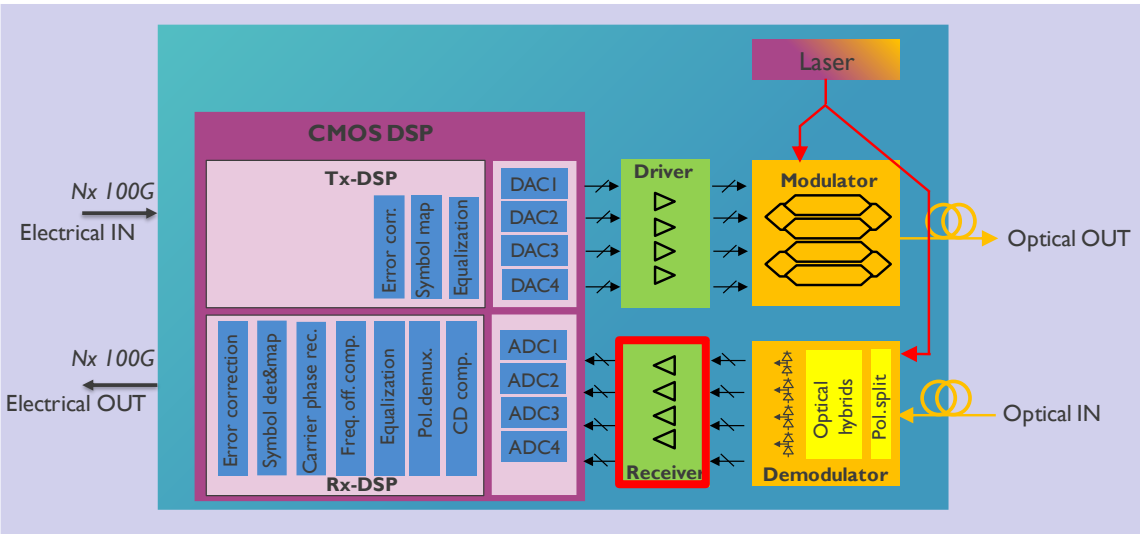 Laser
CMOS DSP
Tx-DSP
Error corr.
Symbol map
Equalization
DAC1
DAC2
DAC3
DAC4
Driver
Modulator
Nx 100G
Electrical IN
Optical OUT
Nx 100G
Electrical OUT
Error correction
Symbol det&map
Carrier phase rec.
Freq. off. comp.
Equalization
Pol. demux.
CD comp.
Rx-DSP
ADC1
ADC2
ADC3
ADC4
Receiver
Optical
hybrids
Pol. split
Demodulator
Optical IN